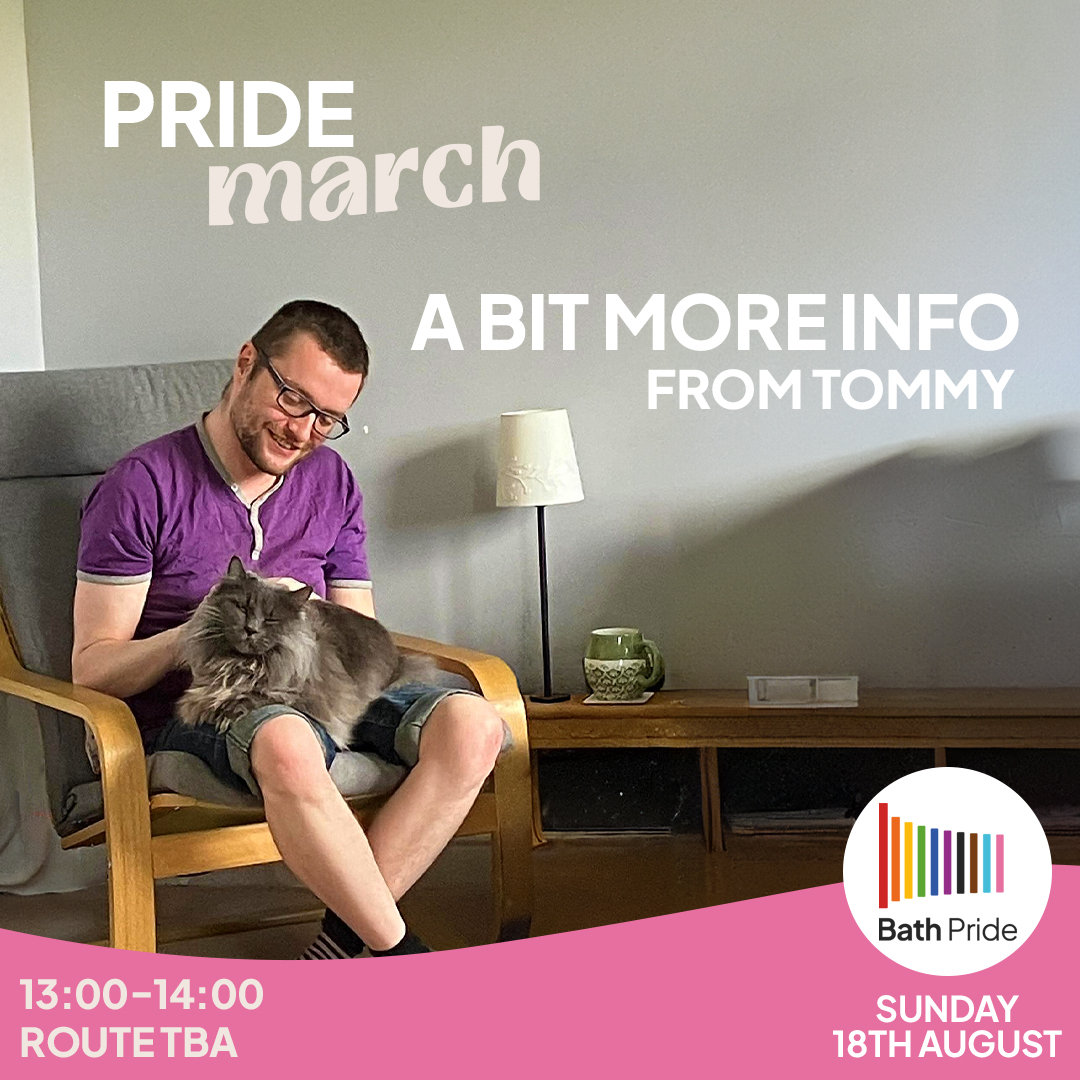 PRIDE
march
A BIT MORE INFO
FROM TOMMY
Bath Pride
13:00-14:00
ROUTE TBA
SUNDAY
18TH AUGUST